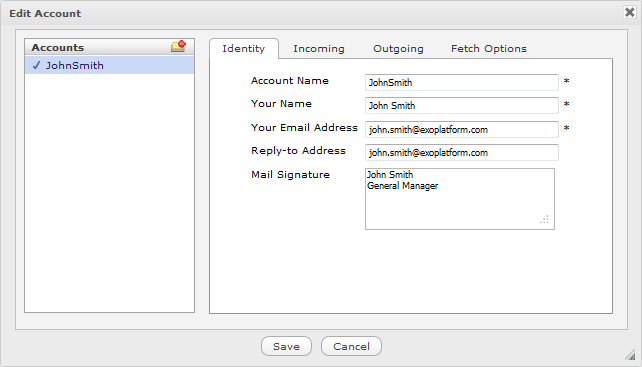 Edit Account
Accounts
JohnSmith
Identity Incoming Outgoing Fetch Options
Account Name JohnSmith *
Your Name John Smith
Your Email Address john.smith@exoplatform.com *
Reply-to Address john.smith@exoplatform.com
Mail Signature John Smith
General Manager
Save Cancel